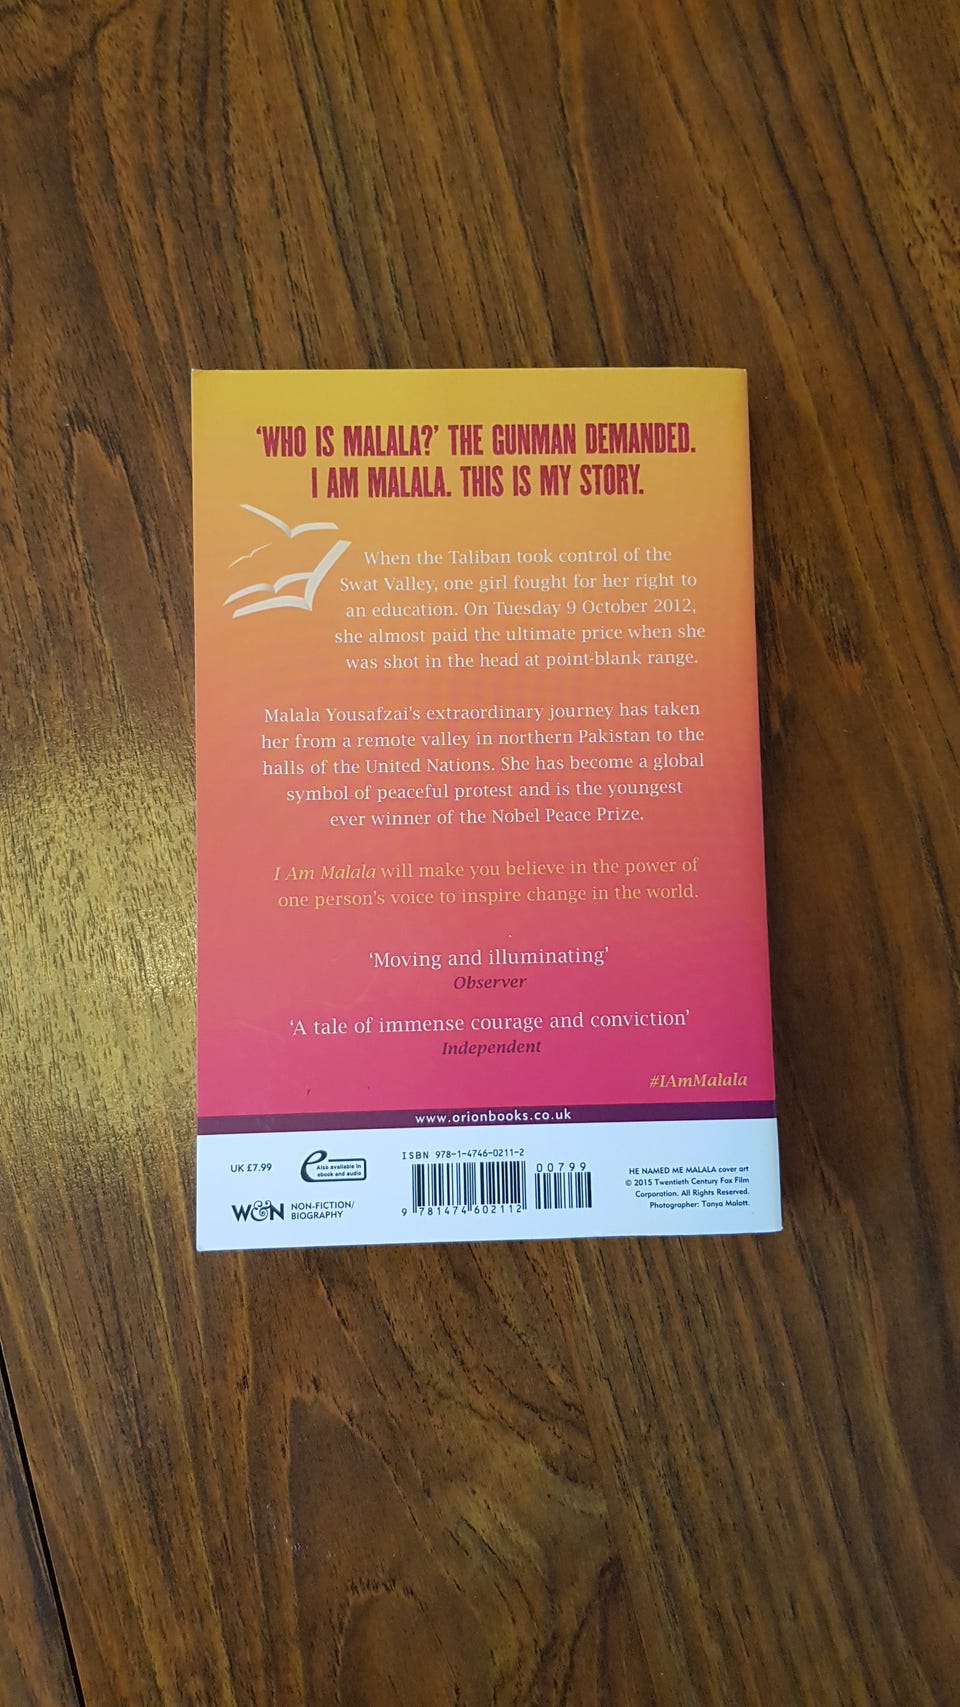 ‘WHO IS MALALA?’ THE GUNMAN DEMANDED.
I AM MALALA. THIS IS MY STORY.
When the Taliban took control of the
Swat Valley, one girl fought for her right to
an education. On Tuesday 9 October 2012,
she almost paid the ultimate price when she
was shot in the head at point-blank range.
Malala Yousafzai’s extraordinary journey has taken
her from a remote valley in northern Pakistan to the
halls of the United Nations. She has become a global
symbol of peaceful protest and is the youngest
ever winner of the Nobel Peace Prize.
I Am Malala will make you believe in the power of
one person’s voice to inspire change in the world.
‘Moving and illuminating’
Observer
‘A tale of immense courage and conviction’
Independent
#IAmMalala
www.orionbooks.co.uk
UK £7.99
e
Also available in
ebook and audio
W&N
NON-FICTION/
BIOGRAPHY
ISBN 978-1-4746-0211-2
00799
9 781474 602112
HE NAMED ME MALALA cover art
© 2015 Twentieth Century Fox Film
Corporation. All Rights Reserved.
Photographer: Tanya Malott.